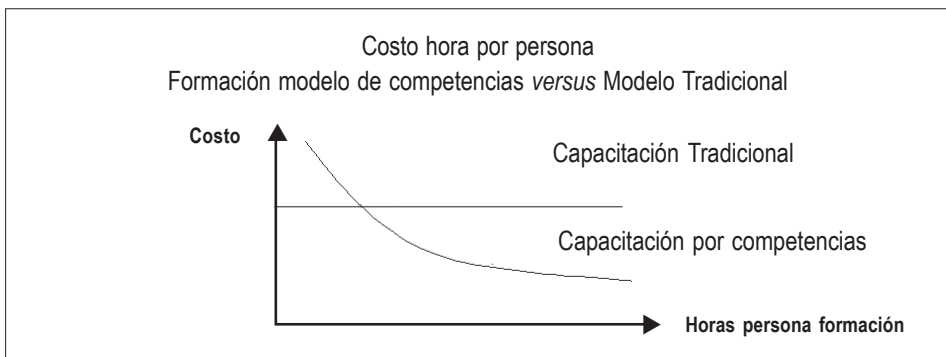 Costo hora por persona
Formación modelo de competencias versus Modelo Tradicional
Costo
Capacitación Tradicional
Capacitación por competencias
Horas persona formación